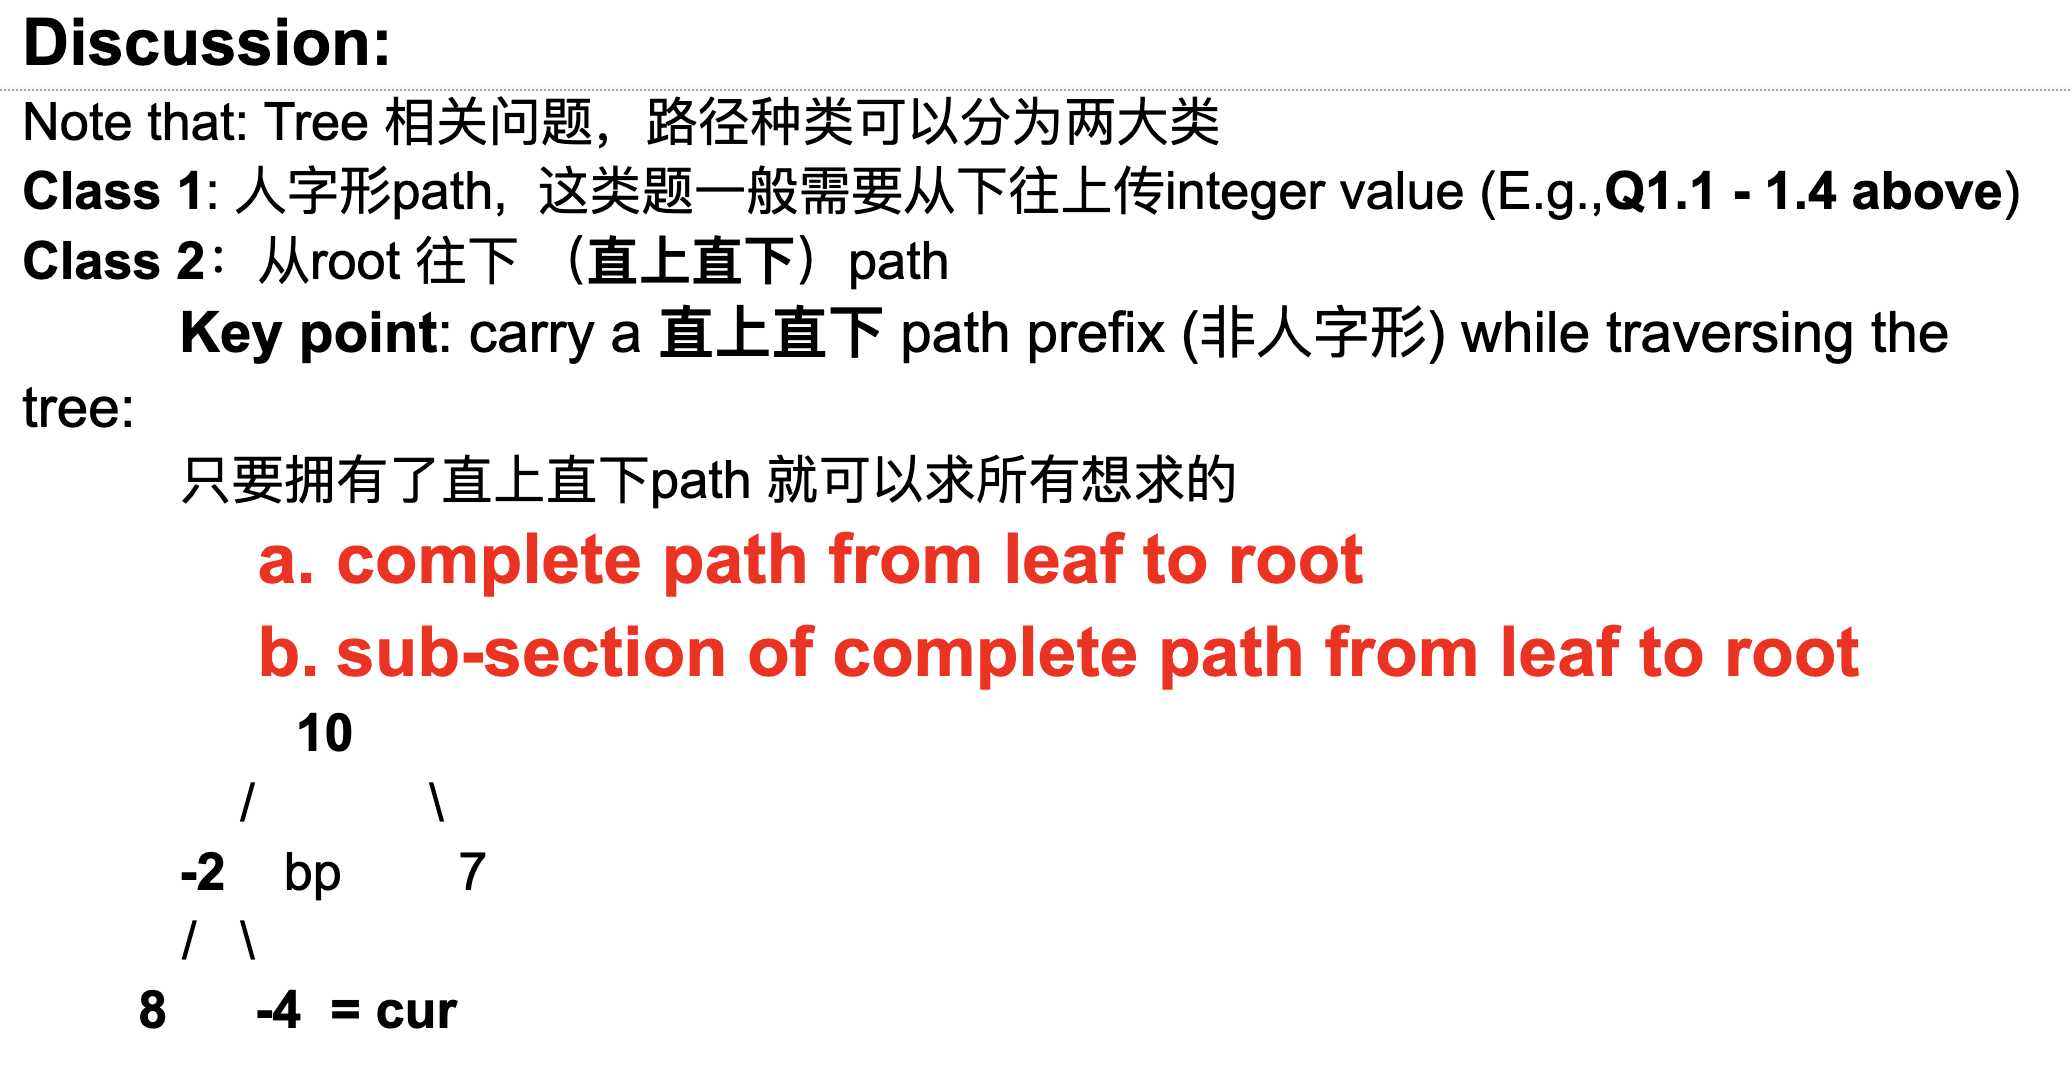 Discussion:
Note that: Tree 相关问题，路径种类可以分为两大类
Class 1: 人字形path, 这类题一般需要从下往上传integer value (E.g.,Q1.1 - 1.4 above)
Class 2：从root 往下 （直上直下）path
Key point: carry a 直上直下 path prefix (非人字形) while traversing the
tree:
只要拥有了直上直下path 就可以求所有想求的
a. complete path from leaf to root
b. sub-section of complete path from leaf to root
10
/ \
-2 bp 7
/ \
8 -4 = cur